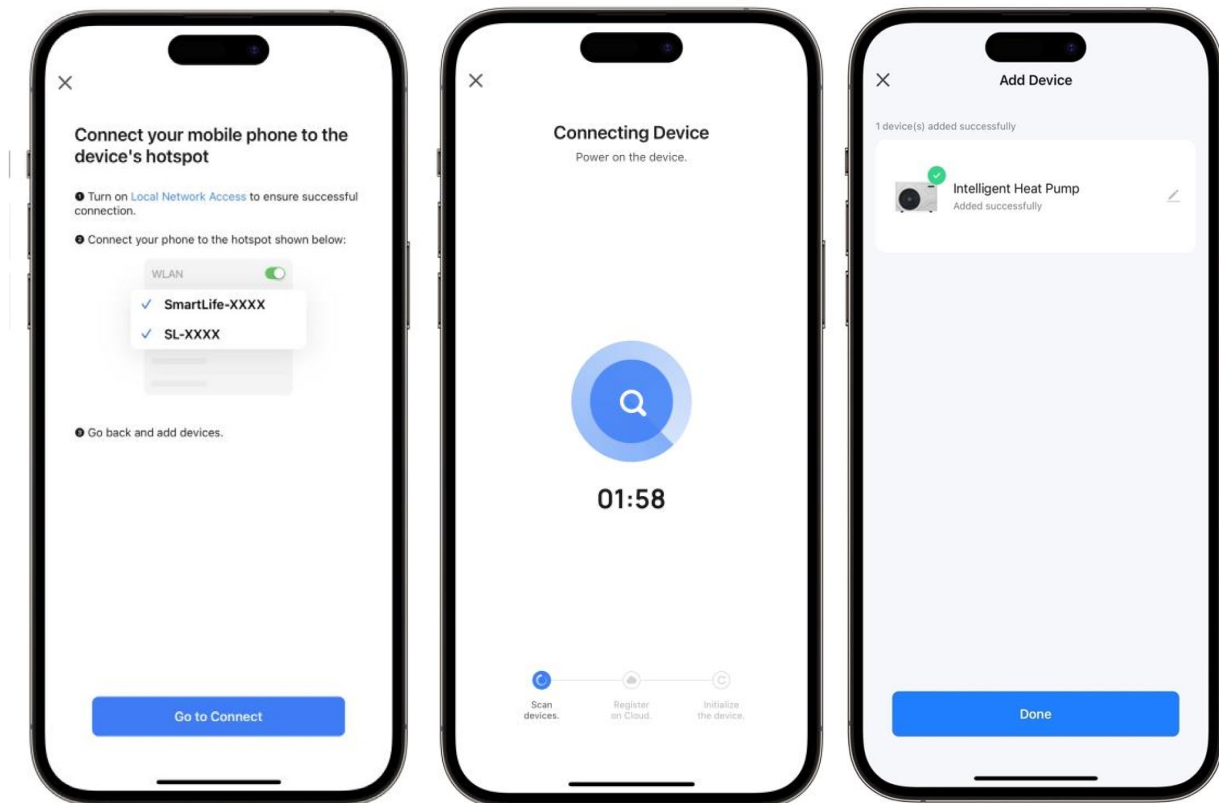 Connect your mobile phone to the
device's hotspot
❶ Turn on Local Network Access to ensure successful
connection.
❷ Connect your phone to the hotspot shown below:
WLAN
SmartLife-XXXX
SL-XXXX
❸ Go back and add devices.
Go to Connect
Connecting Device
Power on the device.
01:58
Scan
devices.
Register
on Cloud.
Initialize
the device.
Add Device
1 device(s) added successfully
Intelligent Heat Pump
Added successfully
Done